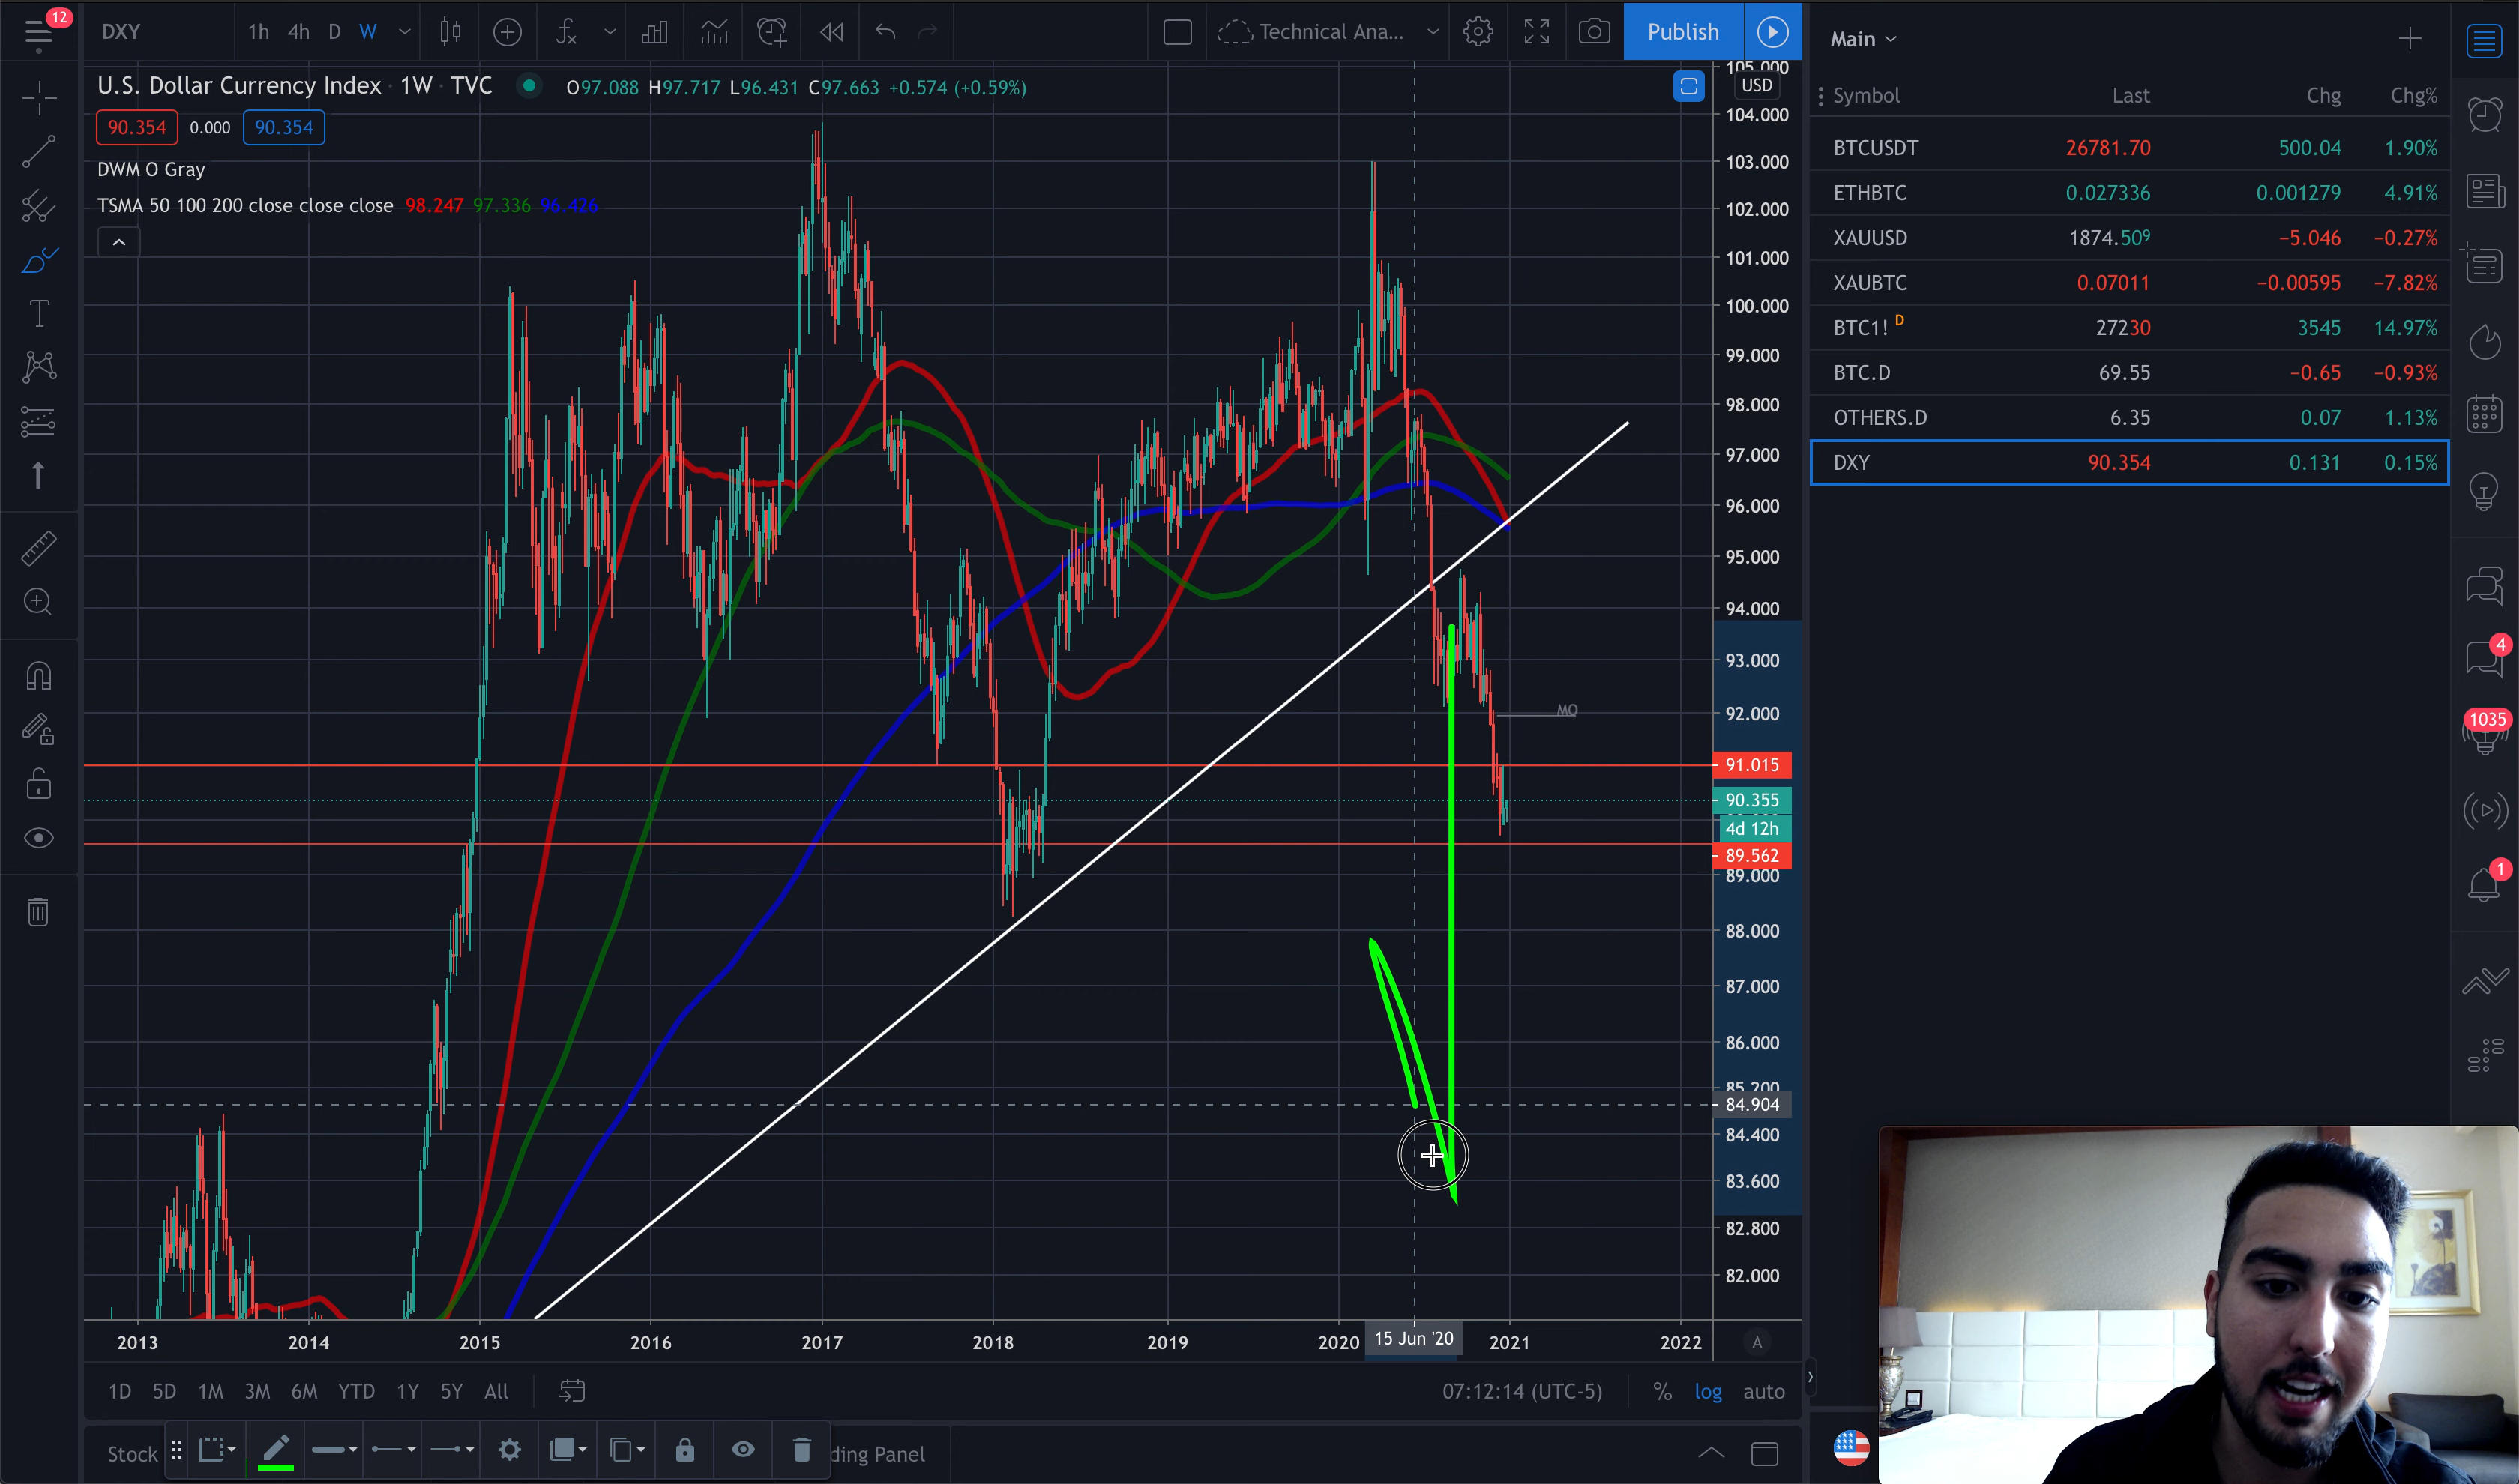 12
DXY
1h 4h D W
Technical Ana...
Publish
Main
U.S. Dollar Currency Index · 1W · TVC O97.088 H97.717 L96.431 C97.663 +0.574 (+0.59%)
90.354 0.000 90.354
DWM O Gray
TSMA 50 100 200 close close close 98.247 97.336 96.426
USD
105.000
104.000
103.000
102.000
101.000
100.000
99.000
98.000
97.000
96.000
95.000
94.000
93.000
92.000
MO
91.015
90.355
4d 12h
89.562
89.000
88.000
87.000
86.000
85.200
84.904
84.400
83.600
82.800
82.000
2013 2014 2015 2016 2017 2018 2019 2020 15 Jun '20 2021 2022 A
1D 5D 1M 3M 6M YTD 1Y 5Y All
07:12:14 (UTC-5) % log auto
Stock ding Panel
Symbol Last Chg Chg%
BTCUSDT 26781.70 500.04 1.90%
ETHBTC 0.027336 0.001279 4.91%
XAUUSD 1874.509 −5.046 −0.27%
XAUBTC 0.07011 −0.00595 −7.82%
BTC1! D 27230 3545 14.97%
BTC.D 69.55 −0.65 −0.93%
OTHERS.D 6.35 0.07 1.13%
DXY 90.354 0.131 0.15%
4
1035
1